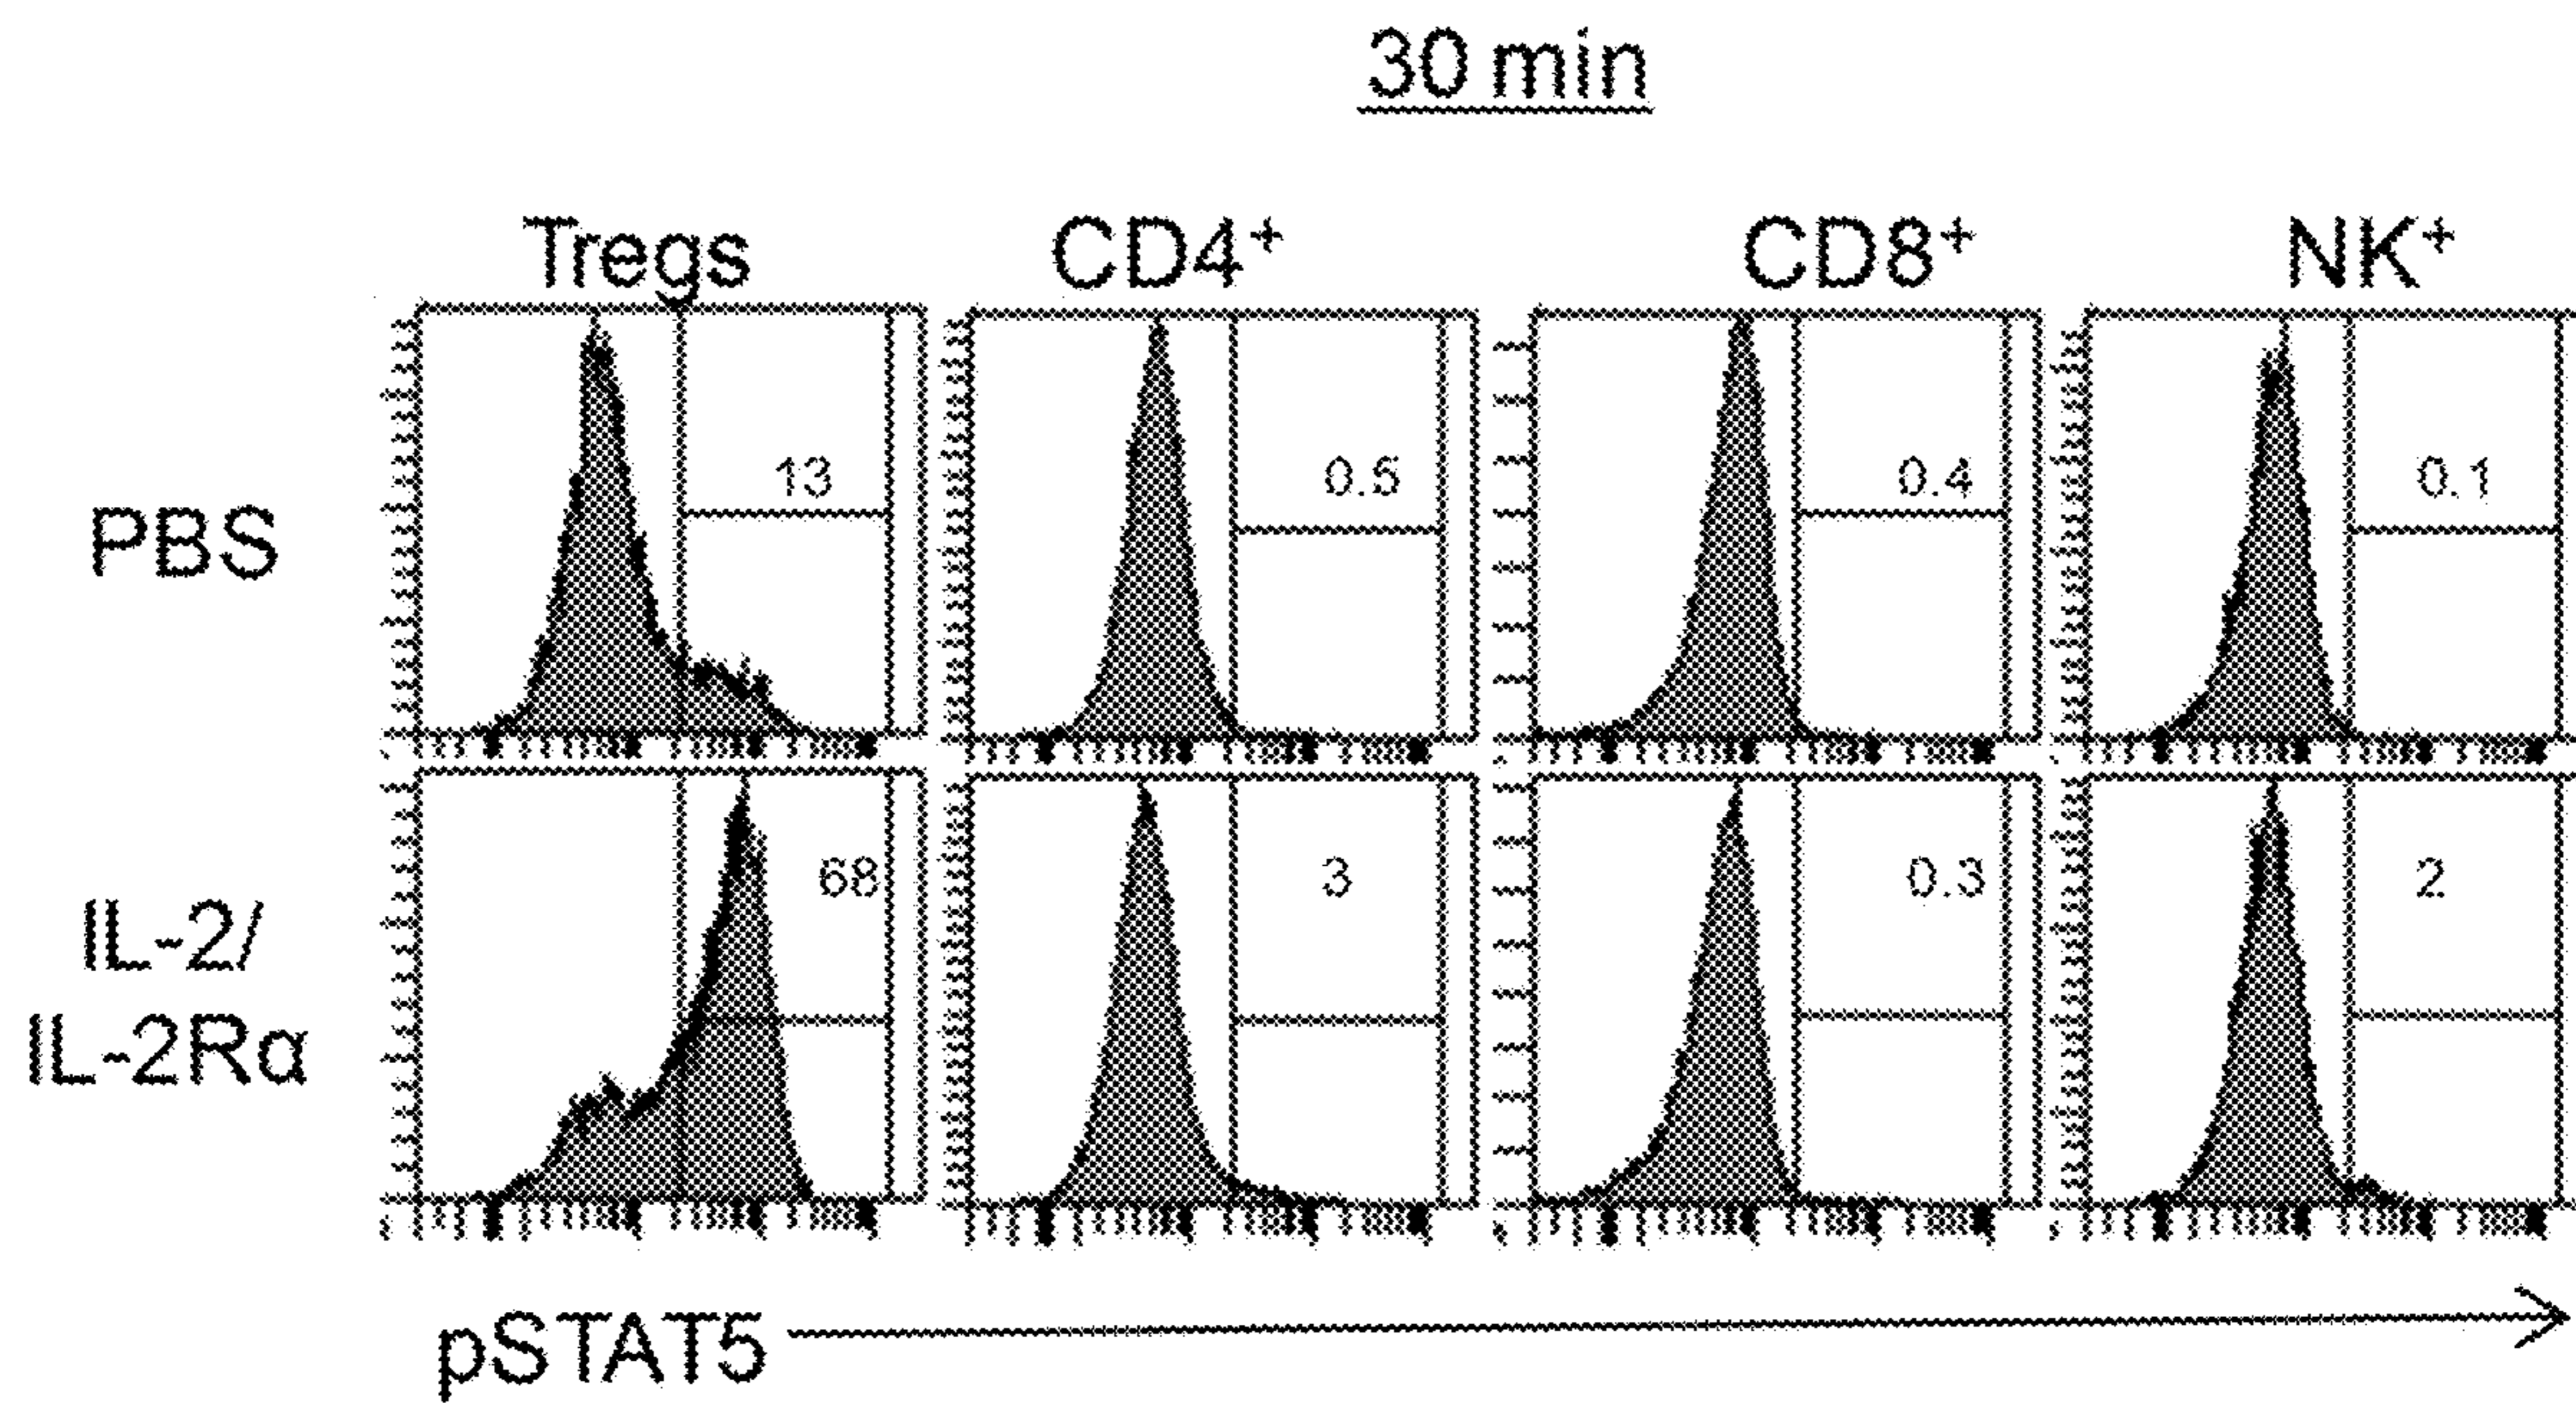 30 min
Tregs CD4⁺ CD8⁺ NK⁺
PBS
13 0.5 0.4 0.1
IL-2/
IL-2Rα
68 3 0.3 2
pSTAT5